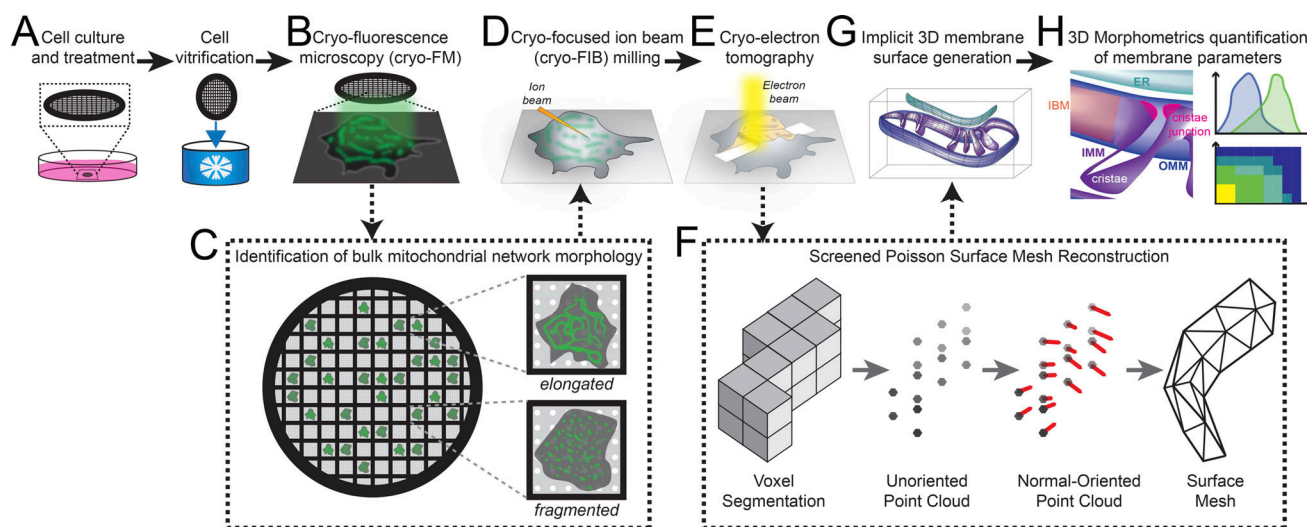 A
Cell culture
and treatment
Cell
vitrification
B
Cryo-fluorescence
microscopy (cryo-FM)
D
Cryo-focused ion beam
(cryo-FIB) milling
Ion
beam
E
Cryo-electron
tomography
Electron
beam
G
Implicit 3D membrane
surface generation
H
3D Morphometrics quantification
of membrane parameters
ER
IBM
cristae
junction
IMM
cristae
OMM
C
Identification of bulk mitochondrial network morphology
elongated
fragmented
F
Screened Poisson Surface Mesh Reconstruction
Voxel
Segmentation
Unoriented
Point Cloud
Normal-Oriented
Point Cloud
Surface
Mesh